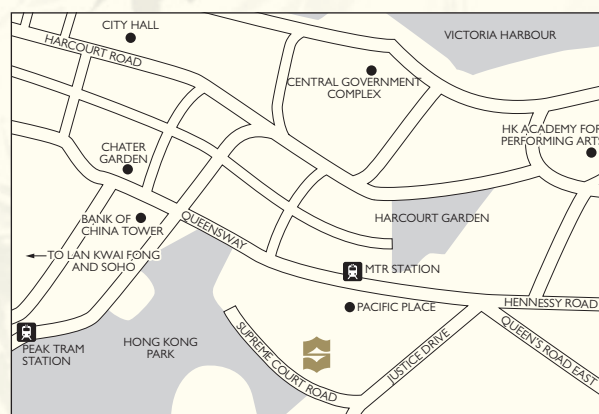 CITY HALL
VICTORIA HARBOUR
HARCOURT ROAD
CENTRAL GOVERNMENT
COMPLEX
HK ACADEMY FOR
PERFORMING ARTS
CHATER
GARDEN
BANK OF
CHINA TOWER
QUEENSWAY
HARCOURT GARDEN
TO LAN KWAI FONG
AND SOHO
MTR STATION
PACIFIC PLACE
HENNESSY ROAD
PEAK TRAM
STATION
HONG KONG
PARK
SUPREME COURT ROAD
JUSTICE DRIVE
QUEEN'S ROAD EAST